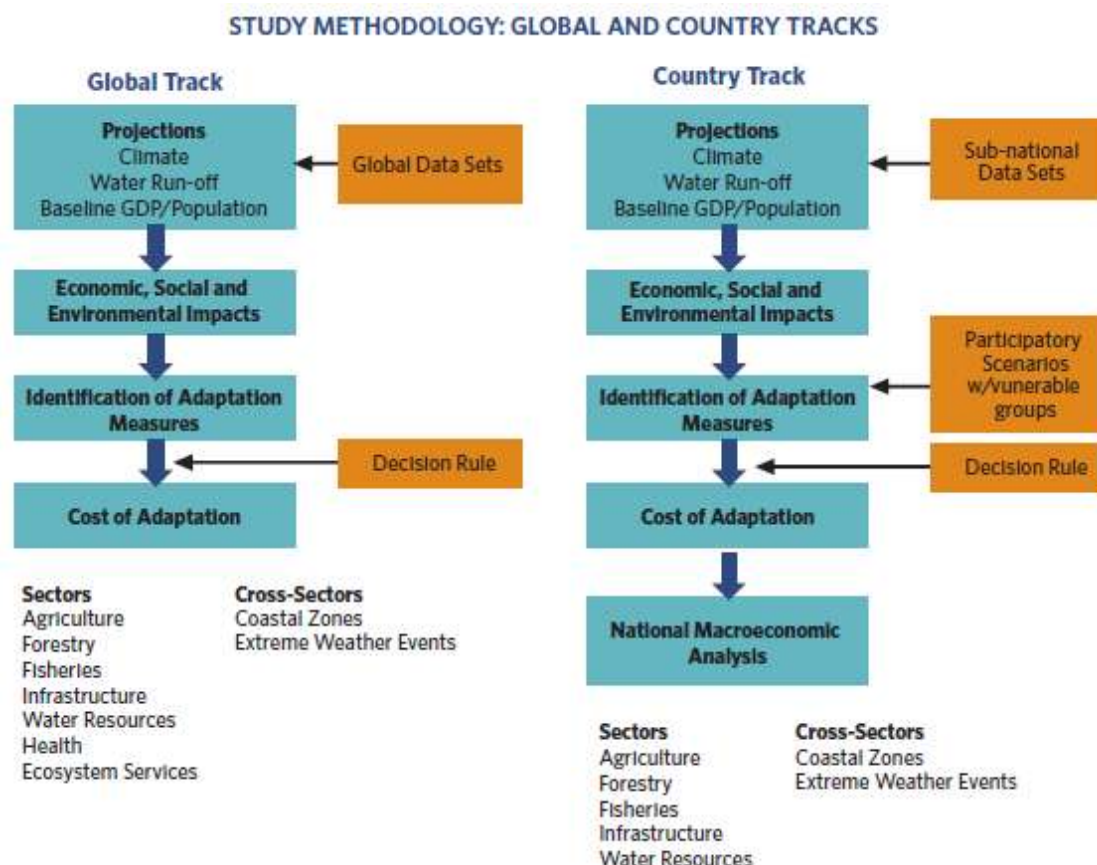 STUDY METHODOLOGY: GLOBAL AND COUNTRY TRACKS
Global Track
Projections
Climate
Water Run-off
Baseline GDP/Population
Global Data Sets
Economic, Social and
Environmental Impacts
Identification of Adaptation
Measures
Decision Rule
Cost of Adaptation
Sectors
Agriculture
Forestry
Fisheries
Infrastructure
Water Resources
Health
Ecosystem Services
Cross-Sectors
Coastal Zones
Extreme Weather Events
Country Track
Projections
Climate
Water Run-off
Baseline GDP/Population
Sub-national
Data Sets
Economic, Social and
Environmental Impacts
Participatory
Scenarios
w/vunerable
groups
Identification of Adaptation
Measures
Decision Rule
Cost of Adaptation
National Macroeconomic
Analysis
Sectors
Agriculture
Forestry
Fisheries
Infrastructure
Water Resources
Cross-Sectors
Coastal Zones
Extreme Weather Events